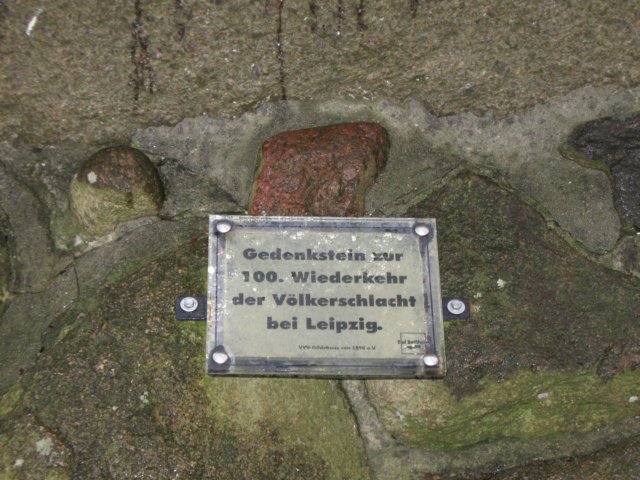 Gedenkstein zur
100. Wiederkehr
der Völkerschlacht
bei Leipzig.